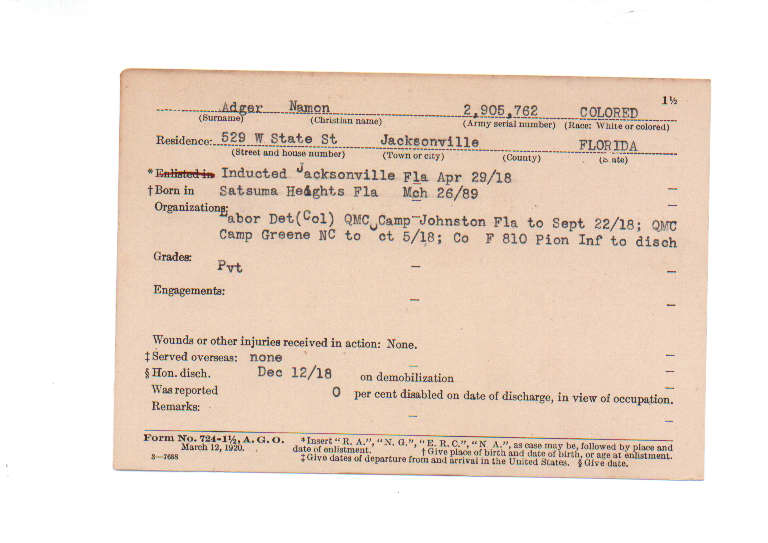 1½
Adger Namon 2,905,762 COLORED
(Surname) (Christian name) (Army serial number) (Race: White or colored)
Residence: 529 W State St Jacksonville FLORIDA
(Street and house number) (Town or city) (County) (State)
*Enlisted in Inducted Jacksonville Fla Apr 29/18
†Born in Satsuma Heights Fla Mch 26/89
Organizations: Labor Det(Col) QMC Camp Johnston Fla to Sept 22/18; QMC
Camp Greene NC to Oct 5/18; Co F 810 Pion Inf to disch
Grades:
Pvt –
Engagements:
Wounds or other injuries received in action: None.
‡Served overseas: none
§Hon. disch. Dec 12/18 on demobilization
Was reported 0 per cent disabled on date of discharge, in view of occupation.
Remarks:
Form No. 724-1½, A. G. O. *Insert "R. A.", "N. G.", "E. R. C.", "N A.", as case may be, followed by place and
March 12, 1920. date of enlistment. †Give place of birth and date of birth, or age at enlistment.
3—7688 ‡Give dates of departure from and arrival in the United States. §Give date.